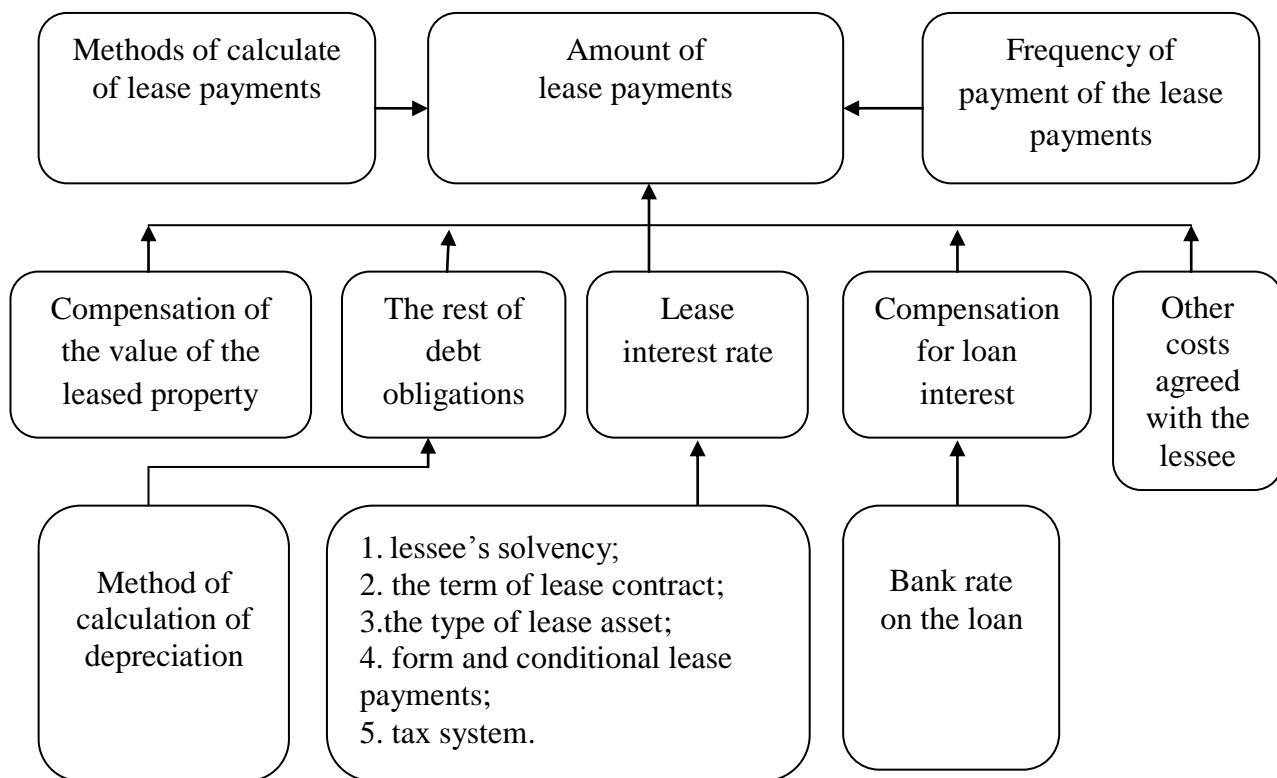 Methods of calculate
of lease payments
Amount of
lease payments
Frequency of
payment of the lease
payments
Compensation of
the value of the
leased property
The rest of
debt
obligations
Lease
interest rate
Compensation
for loan
interest
Other
costs
agreed
with the
lessee
Method of
calculation of
depreciation
1. lessee’s solvency;
2. the term of lease contract;
3.the type of lease asset;
4. form and conditional lease
payments;
5. tax system.
Bank rate
on the loan